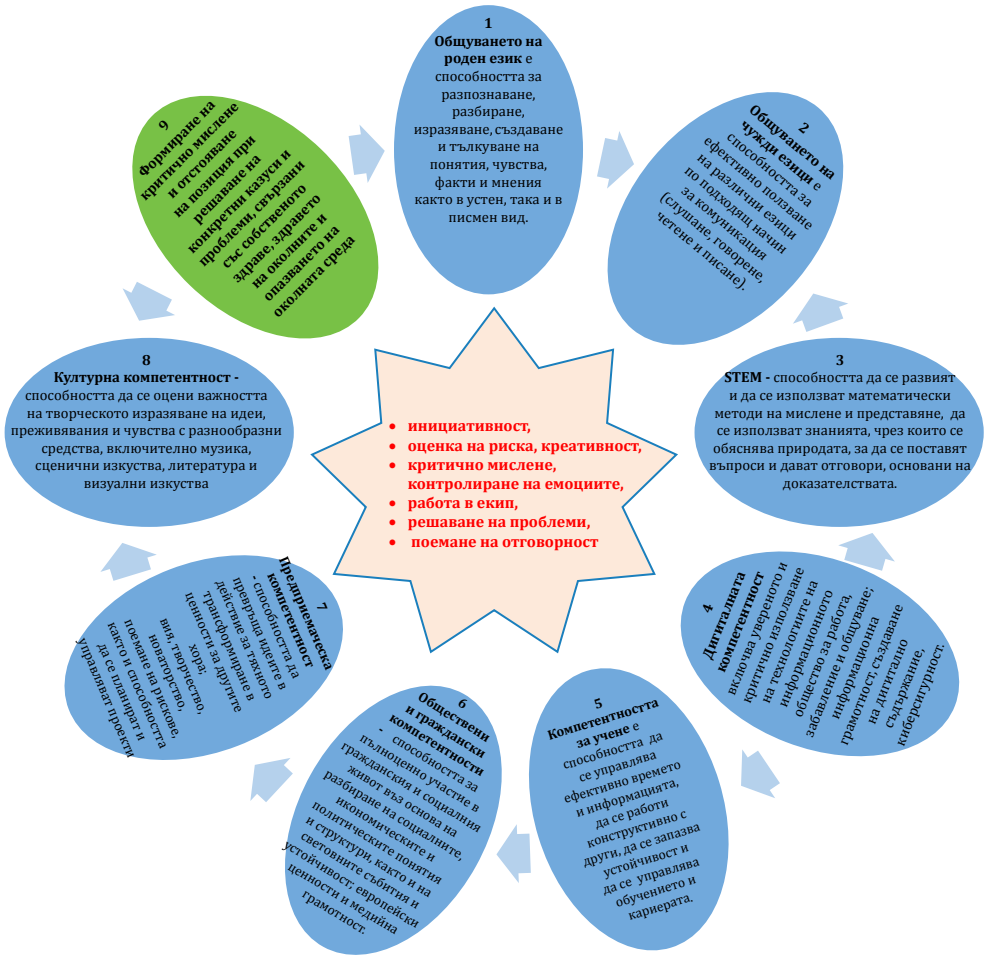 1
Общуването на
роден език е
способността за
разпознаване,
разбиране,
изразяване, създаване
и тълкуване на
понятия, чувства,
факти и мнения
както в устен, така и в
писмен вид.
2
Общуването на
чужди езици е
способността за
ефективно ползване
на различни езици
по подходящ начин
за комуникация
(слушане, говорене,
четене и писане).
3
STEM - способността да се развият
и да се използват математически
методи на мислене и представяне, да
се използват знанията, чрез които се
обяснява природата, за да се поставят
въпроси и дават отговори, основани на
доказателствата.
4
Дигиталната
компетентност
включва увереното и
критично използване
на технологиите на
информационното
общество за работа,
забавление и общуване;
информационна
грамотност, създаване
на дигитално
съдържание,
киберсигурност.
5
Компетентността
за учене е
способността да
се управлява
ефективно времето
и информацията,
да се работи
конструктивно с
други, да се запазва
устойчивост и
да се управлява
обучението и
кариерата.
6
Обществени
и граждански
компетентности
- способността за
пълноценно участие в
гражданския и социалния
живот въз основа на
разбиране на социалните,
икономическите и
политическите понятия
и структури, както и на
световните събития и
устойчивост; европейски
ценности и медийна
грамотност.
7
Предприемаческа
компетентност
- способността да
превръща идеите в
действие за тяхното
трансформиране в
ценности за другите
хора;
вия, творчество,
новаторство,
поемане на рискове,
както и способността
да се планират и
управляват проекти
8
Културна компетентност -
способността да се оцени важността
на творческото изразяване на идеи,
преживявания и чувства с разнообразни
средства, включително музика,
сценични изкуства, литература и
визуални изкуства
9
Формиране на
критично мислене
и отстояване
на позиция при
решаване на
конкретни казуси и
проблеми, свързани
със собственото
здраве, здравето
на околните и
опазването на
околната среда
• инициативност,
• оценка на риска, креативност,
• критично мислене,
контролиране на емоциите,
• работа в екип,
• решаване на проблеми,
• поемане на отговорност